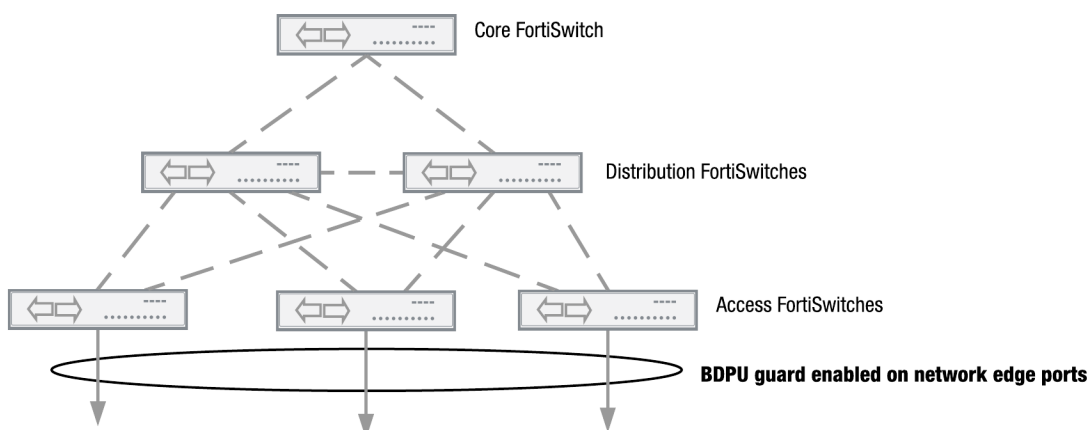 Core FortiSwitch
Distribution FortiSwitches
Access FortiSwitches
BDPU guard enabled on network edge ports